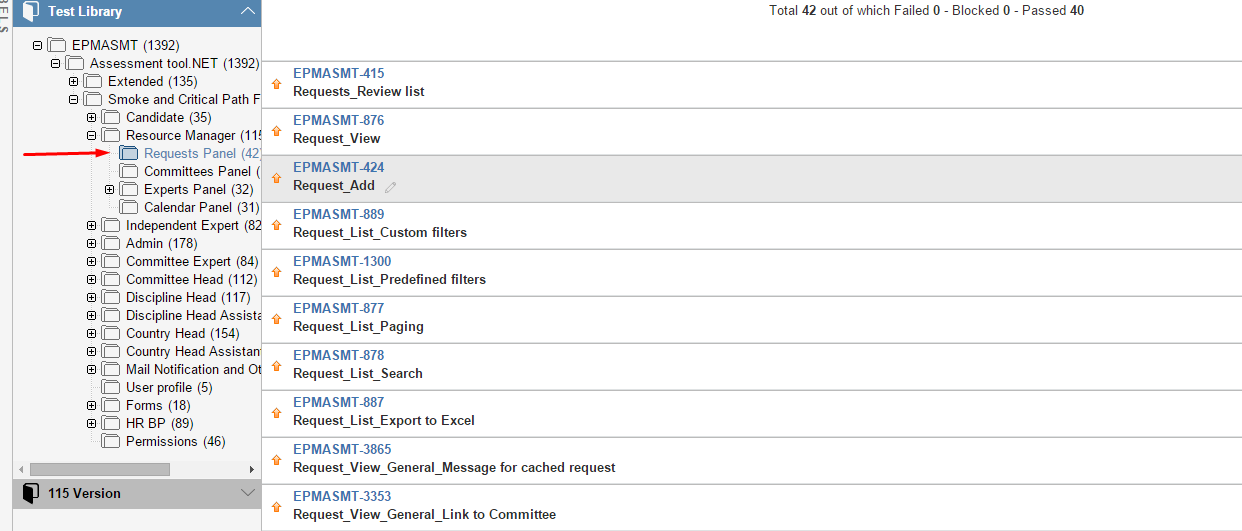 Test Library
EPMASMT (1392)
Assessment tool.NET (1392)
Extended (135)
Smoke and Critical Path F
Candidate (35)
Resource Manager (115
Requests Panel (42)
Committees Panel (
Experts Panel (32)
Calendar Panel (31)
Independent Expert (82
Admin (178)
Committee Expert (84)
Committee Head (112)
Discipline Head (117)
Discipline Head Assista
Country Head (154)
Country Head Assistan
Mail Notification and Ot
User profile (5)
Forms (18)
HR BP (89)
Permissions (46)
115 Version
Total 42 out of which Failed 0 - Blocked 0 - Passed 40
EPMASMT-415
Requests_Review list
EPMASMT-876
Request_View
EPMASMT-424
Request_Add
EPMASMT-889
Request_List_Custom filters
EPMASMT-1300
Request_List_Predefined filters
EPMASMT-877
Request_List_Paging
EPMASMT-878
Request_List_Search
EPMASMT-887
Request_List_Export to Excel
EPMASMT-3865
Request_View_General_Message for cached request
EPMASMT-3353
Request_View_General_Link to Committee